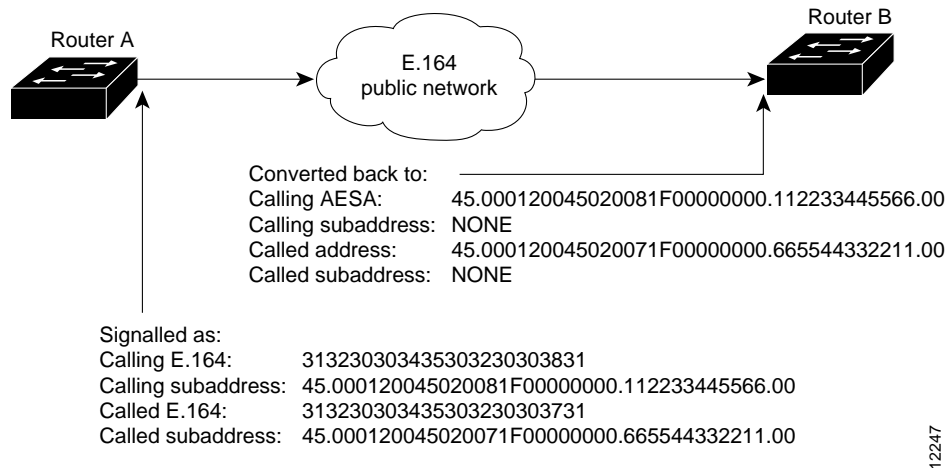 Router A
Router B
E.164
public network
Converted back to:
Calling AESA: 45.000120045020081F00000000.112233445566.00
Calling subaddress: NONE
Called address: 45.000120045020071F00000000.665544332211.00
Called subaddress: NONE
Signalled as:
Calling E.164: 313230303435303230303831
Calling subaddress: 45.000120045020081F00000000.112233445566.00
Called E.164: 313230303435303230303731
Called subaddress: 45.000120045020071F00000000.665544332211.00
12247